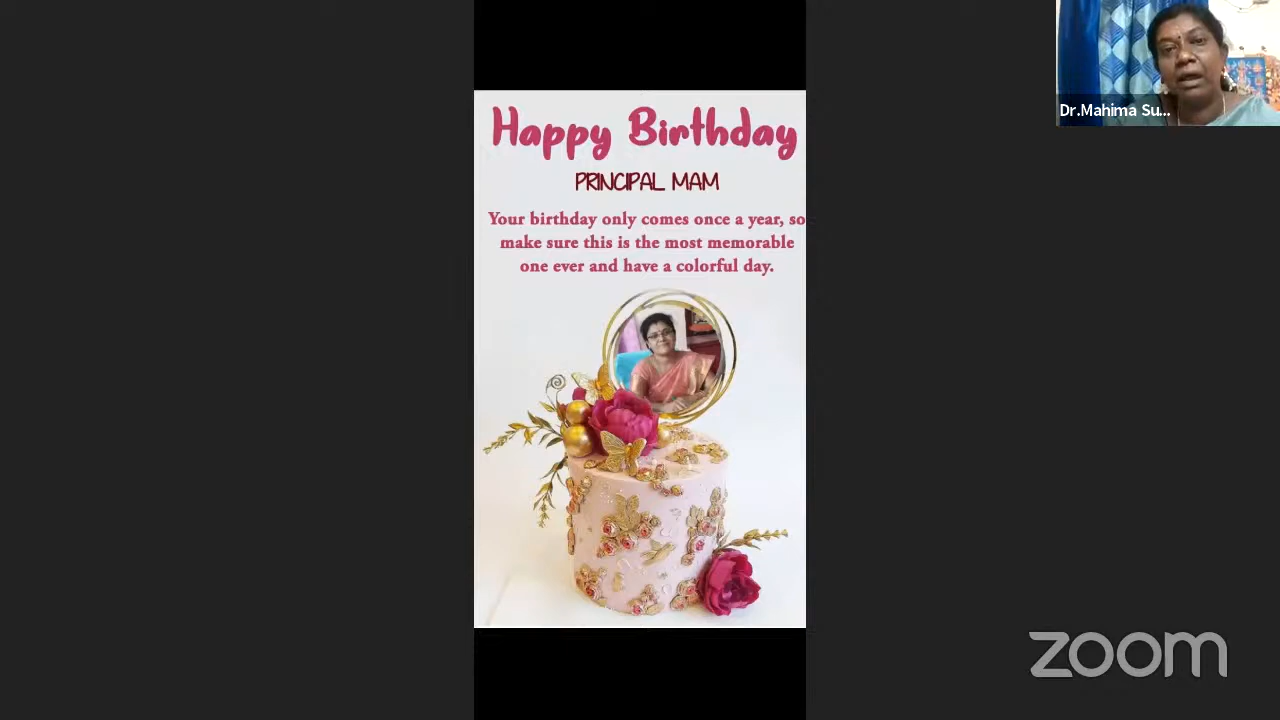 Happy Birthday
PRINCIPAL MAM
Your birthday only comes once a year, so
make sure this is the most memorable
one ever and have a colorful day.
Dr.Mahima Su...
zoom